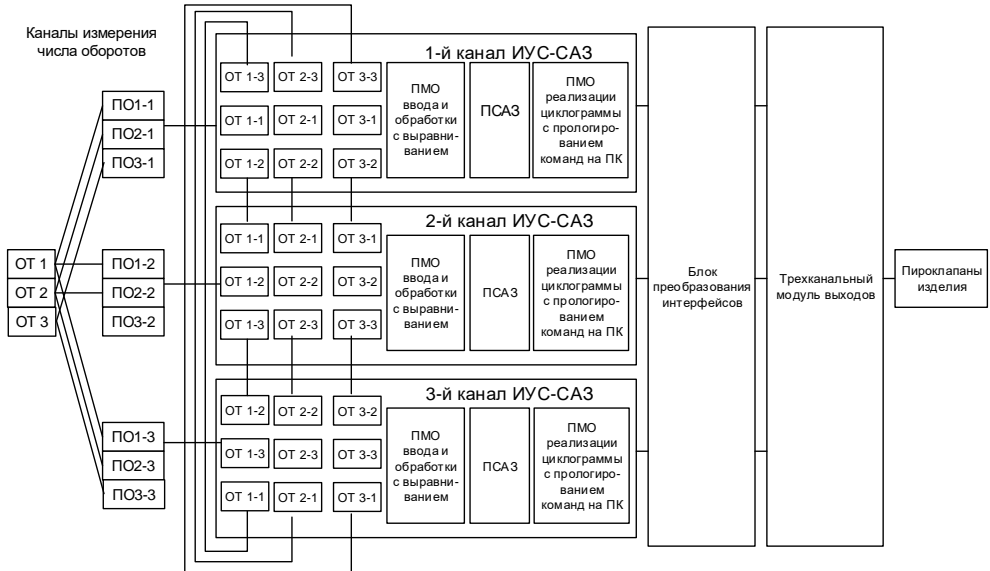 Каналы измерения
числа оборотов
ОТ 1
ОТ 2
ОТ 3
ПО1-1
ПО2-1
ПО3-1
ПО1-2
ПО2-2
ПО3-2
ПО1-3
ПО2-3
ПО3-3
1-й канал ИУС-САЗ
ОТ 1-3 ОТ 2-3 ОТ 3-3
ОТ 1-1 ОТ 2-1 ОТ 3-1
ОТ 1-2 ОТ 2-2 ОТ 3-2
ПМО
ввода и
обработки
с выравни-
ванием
ПСАЗ
ПМО
реализации
циклограммы
с прологиро-
ванием
команд на ПК
2-й канал ИУС-САЗ
ОТ 1-1 ОТ 2-1 ОТ 3-1
ОТ 1-2 ОТ 2-2 ОТ 3-2
ОТ 1-3 ОТ 2-3 ОТ 3-3
ПМО
ввода и
обработки
с выравни-
ванием
ПСАЗ
ПМО
реализации
циклограммы
с прологиро-
ванием
команд на ПК
3-й канал ИУС-САЗ
ОТ 1-2 ОТ 2-2 ОТ 3-2
ОТ 1-3 ОТ 2-3 ОТ 3-3
ОТ 1-1 ОТ 2-1 ОТ 3-1
ПМО
ввода и
обработки
с выравни-
ванием
ПСАЗ
ПМО
реализации
циклограммы
с прологиро-
ванием
команд на ПК
Блок
преобразования
интерфейсов
Трехканальный
модуль выходов
Пироклапаны
изделия